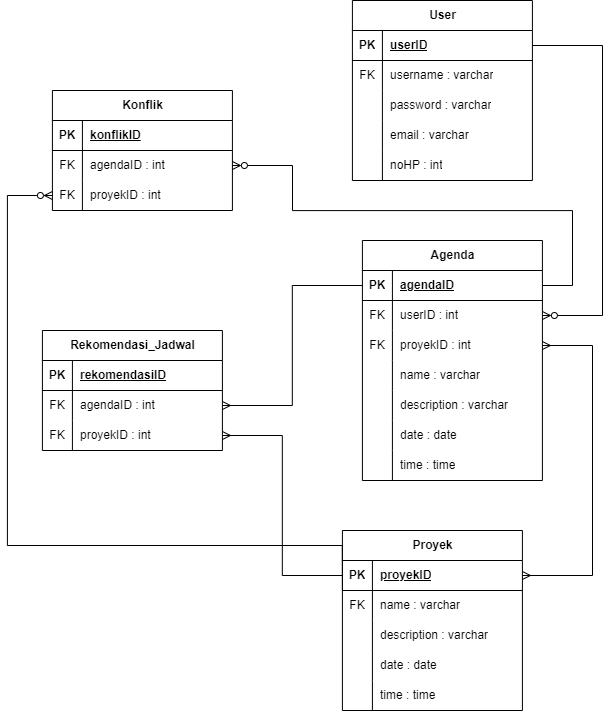 User
PK userID
FK username : varchar
password : varchar
email : varchar
noHP : int
Konflik
PK konflikID
FK agendaID : int
FK proyekID : int
Agenda
PK agendaID
FK userID : int
FK proyekID : int
name : varchar
description : varchar
date : date
time : time
Rekomendasi_Jadwal
PK rekomendasiID
FK agendaID : int
FK proyekID : int
Proyek
PK proyekID
FK name : varchar
description : varchar
date : date
time : time